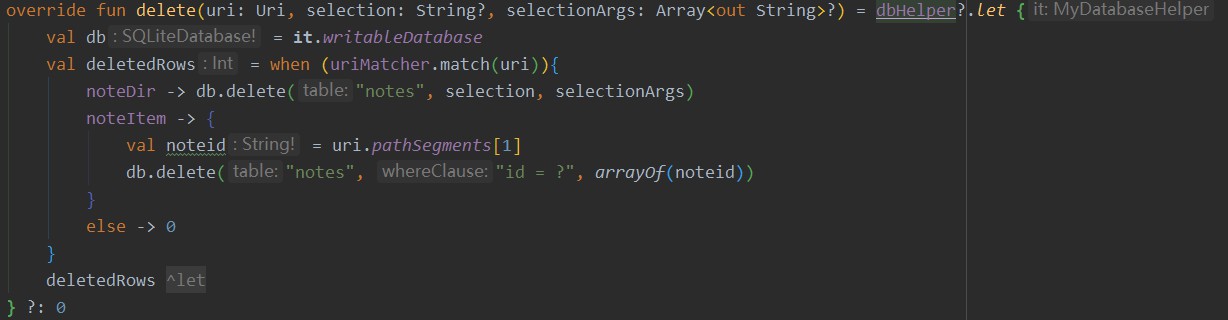 override fun delete(uri: Uri, selection: String?, selectionArgs: Array<out String>?) = dbHelper?.let { it: MyDatabaseHelper
val db : SQLiteDatabase! = it.writableDatabase
val deletedRows : Int = when (uriMatcher.match(uri)){
noteDir -> db.delete( table: "notes", selection, selectionArgs)
noteItem -> {
val noteid : String! = uri.pathSegments[1]
db.delete( table: "notes", whereClause: "id = ?", arrayOf(noteid))
}
else -> 0
}
deletedRows ^let
} ?: 0